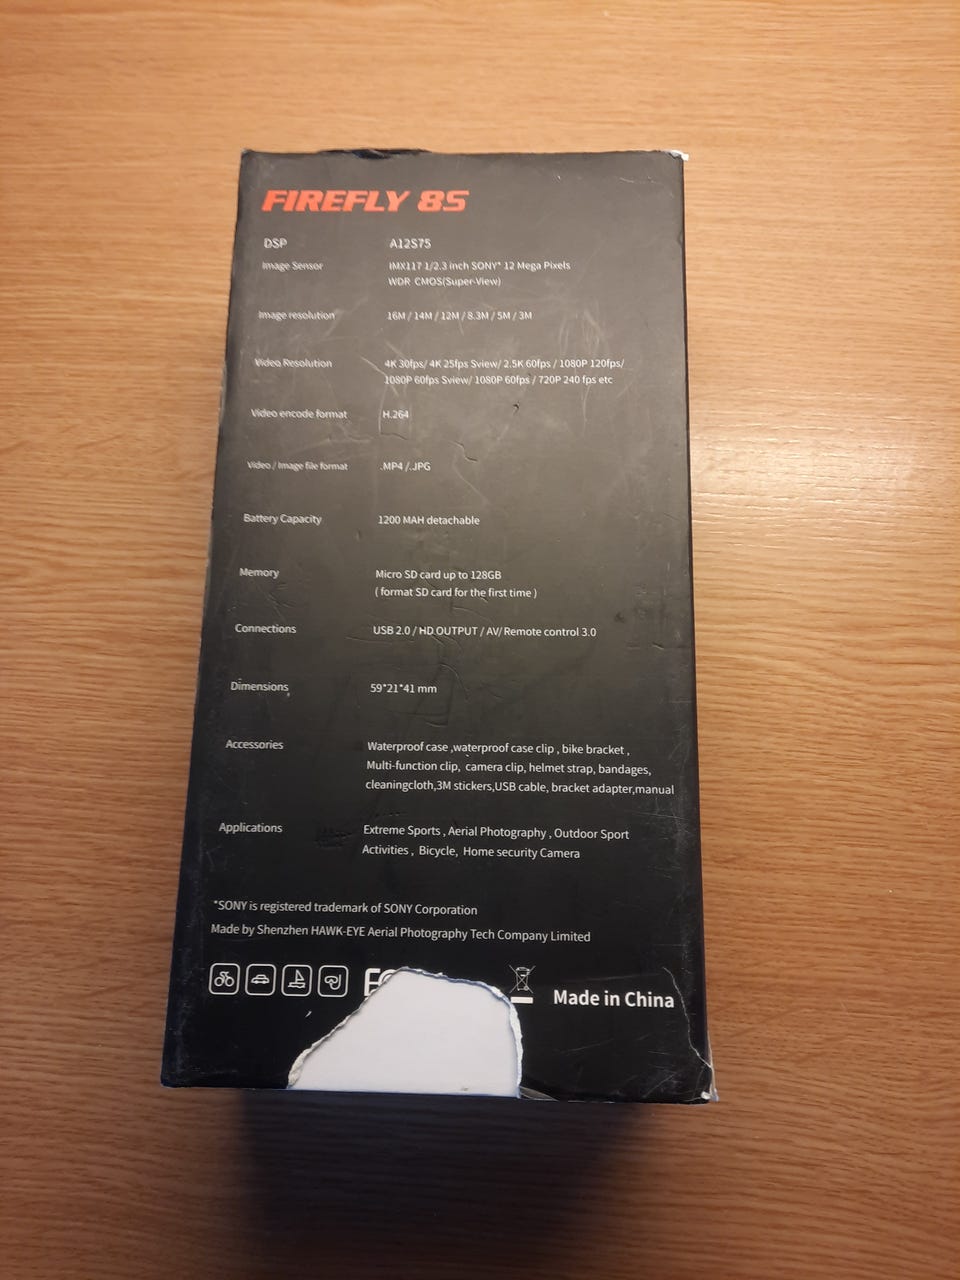 FIREFLY 8S
DSP A12S75
Image Sensor IMX117 1/2.3 inch SONY* 12 Mega Pixels
WDR CMOS(Super-View)
Image resolution 16M / 14M / 12M / 8.3M / 5M / 3M
Video Resolution 4K 30fps/ 4K 25fps Sview/ 2.5K 60fps / 1080P 120fps/
1080P 60fps Sview/ 1080P 60fps / 720P 240 fps etc
Video encode format H.264
Video / Image file format .MP4 /.JPG
Battery Capacity 1200 MAH detachable
Memory Micro SD card up to 128GB
( format SD card for the first time )
Connections USB 2.0 / HD OUTPUT / AV/ Remote control 3.0
Dimensions 59*21*41 mm
Accessories Waterproof case ,waterproof case clip , bike bracket ,
Multi-function clip, camera clip, helmet strap, bandages,
cleaningcloth,3M stickers,USB cable, bracket adapter,manual
Applications Extreme Sports , Aerial Photography , Outdoor Sport
Activities , Bicycle, Home security Camera
*SONY is registered trademark of SONY Corporation
Made by Shenzhen HAWK-EYE Aerial Photography Tech Company Limited
Made in China